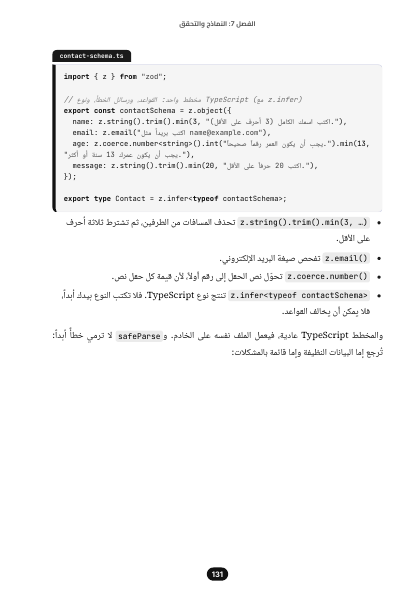 الفصل 7: النماذج والتحقق
contact-schema.ts
import { z } from "zod";
// مخطط واحد: القواعد، ورسائل الخطأ، ونوع TypeScript (مع z.infer)
export const contactSchema = z.object({
name: z.string().trim().min(3, "اكتب اسمك الكامل (3 أحرف على الأقل)."),
email: z.email("اكتب بريداً مثل name@example.com"),
age: z.coerce.number<string>().int("يجب أن يكون العمر رقماً صحيحاً.").min(13,
"يجب أن يكون عمرك 13 سنة أو أكثر."),
message: z.string().trim().min(20, "اكتب 20 حرفاً على الأقل."),
});
export type Contact = z.infer<typeof contactSchema>;
• z.string().trim().min(3, …) تحذف المسافات من الطرفين، ثم تشترط ثلاثة أحرف
على الأقل.
• z.email() تفحص صيغة البريد الإلكتروني.
• z.coerce.number() تحوّل نص الحقل إلى رقم أولاً، لأن قيمة كل حقل نص.
• z.infer<typeof contactSchema> تنتج نوع TypeScript. فلا تكتب النوع بيدك أبداً،
فلا يمكن أن يخالف القواعد.
والمخطط TypeScript عادية، فيعمل الملف نفسه على الخادم. وsafeParse لا ترمي خطأً أبداً:
تُرجع إما البيانات النظيفة وإما قائمة بالمشكلات:
131